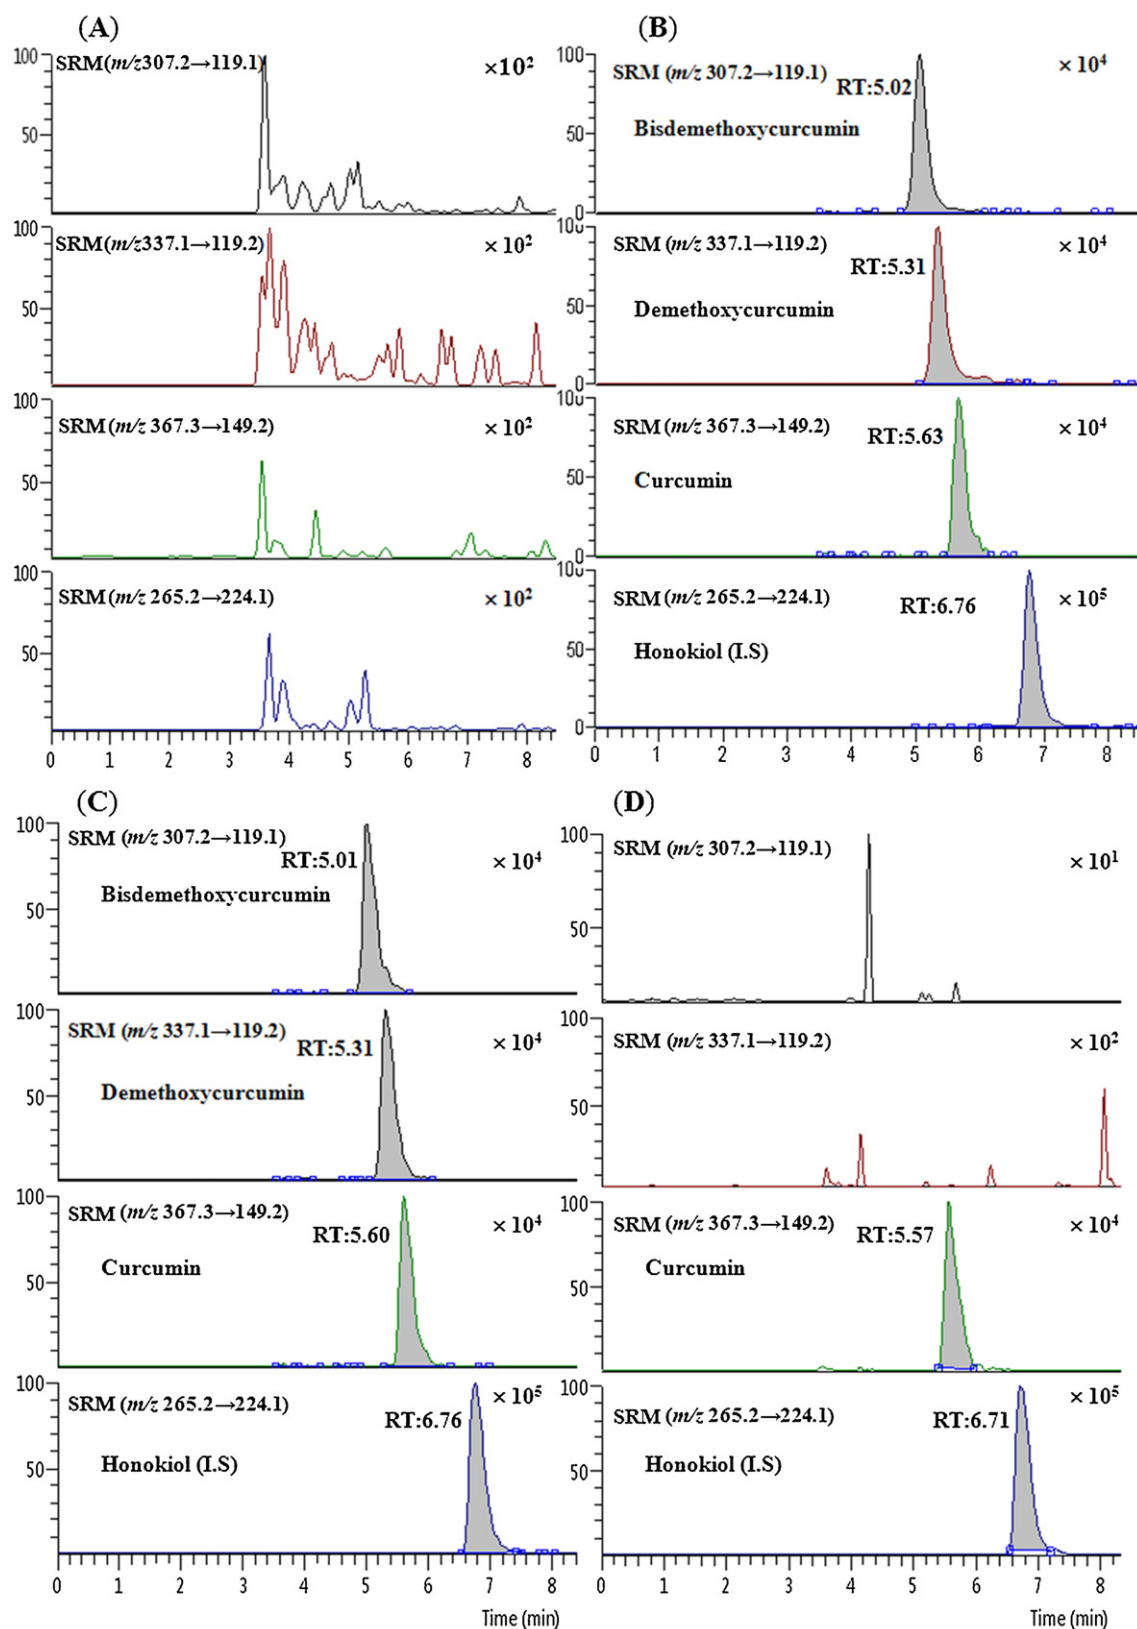 (A)
100
SRM(m/z307.2→119.1)
×10²
50
100
SRM(m/z337.1→119.2)
×10²
50
100
SRM(m/z 367.3→149.2)
×10²
50
100
SRM(m/z 265.2→224.1)
×10²
50
0 1 2 3 4 5 6 7 8
(B)
100
SRM (m/z 307.2→119.1)
RT:5.02
×10⁴
Bisdemethoxycurcumin
50
0
100
SRM (m/z 337.1→119.2)
×10⁴
RT:5.31
Demethoxycurcumin
50
0
100
SRM (m/z 367.3→149.2)
×10⁴
RT:5.63
Curcumin
50
0
100
SRM (m/z 265.2→224.1)
RT:6.76
×10⁵
Honokiol (I.S)
50
0
0 1 2 3 4 5 6 7 8
(C)
100
SRM (m/z 307.2→119.1)
RT:5.01
×10⁴
Bisdemethoxycurcumin
50
100
SRM (m/z 337.1→119.2)
RT:5.31
×10⁴
Demethoxycurcumin
50
100
SRM (m/z 367.3→149.2)
RT:5.60
×10⁴
Curcumin
50
100
SRM (m/z 265.2→224.1)
RT:6.76
×10⁵
Honokiol (I.S)
50
0 1 2 3 4 5 6 7 8
Time (min)
(D)
100
SRM (m/z 307.2→119.1)
×10¹
50
100
SRM (m/z 337.1→119.2)
×10²
50
100
SRM (m/z 367.3→149.2)
RT:5.57
×10⁴
Curcumin
50
100
SRM (m/z 265.2→224.1)
RT:6.71
×10⁵
Honokiol (I.S)
50
0 1 2 3 4 5 6 7 8
Time (min)